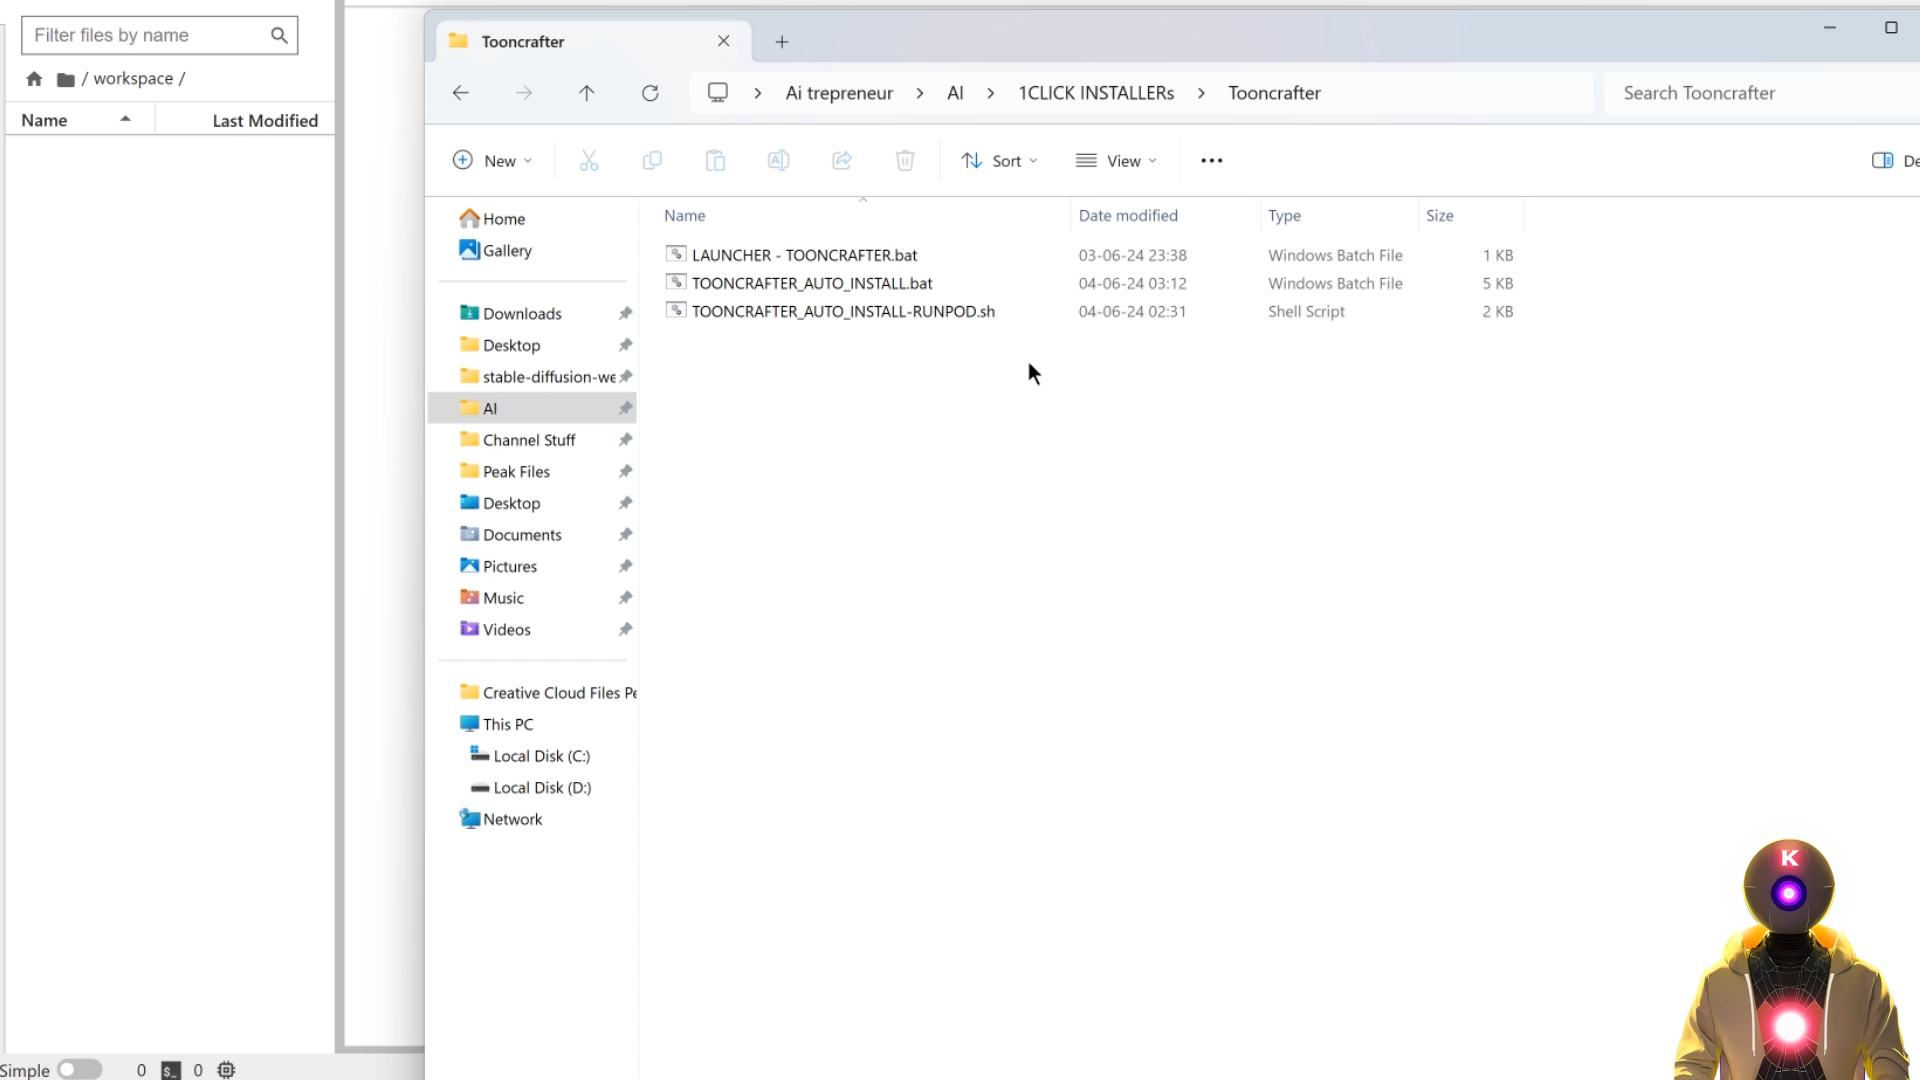 Filter files by name
/ workspace /
Name Last Modified
Simple 0 $_ 0
Tooncrafter
Ai trepreneur > AI > 1CLICK INSTALLERs > Tooncrafter
Search Tooncrafter
New Sort View De
Home
Gallery
Downloads
Desktop
stable-diffusion-we
AI
Channel Stuff
Peak Files
Desktop
Documents
Pictures
Music
Videos
Creative Cloud Files Pe
This PC
Local Disk (C:)
Local Disk (D:)
Network
Name Date modified Type Size
LAUNCHER - TOONCRAFTER.bat 03-06-24 23:38 Windows Batch File 1 KB
TOONCRAFTER_AUTO_INSTALL.bat 04-06-24 03:12 Windows Batch File 5 KB
TOONCRAFTER_AUTO_INSTALL-RUNPOD.sh 04-06-24 02:31 Shell Script 2 KB
K